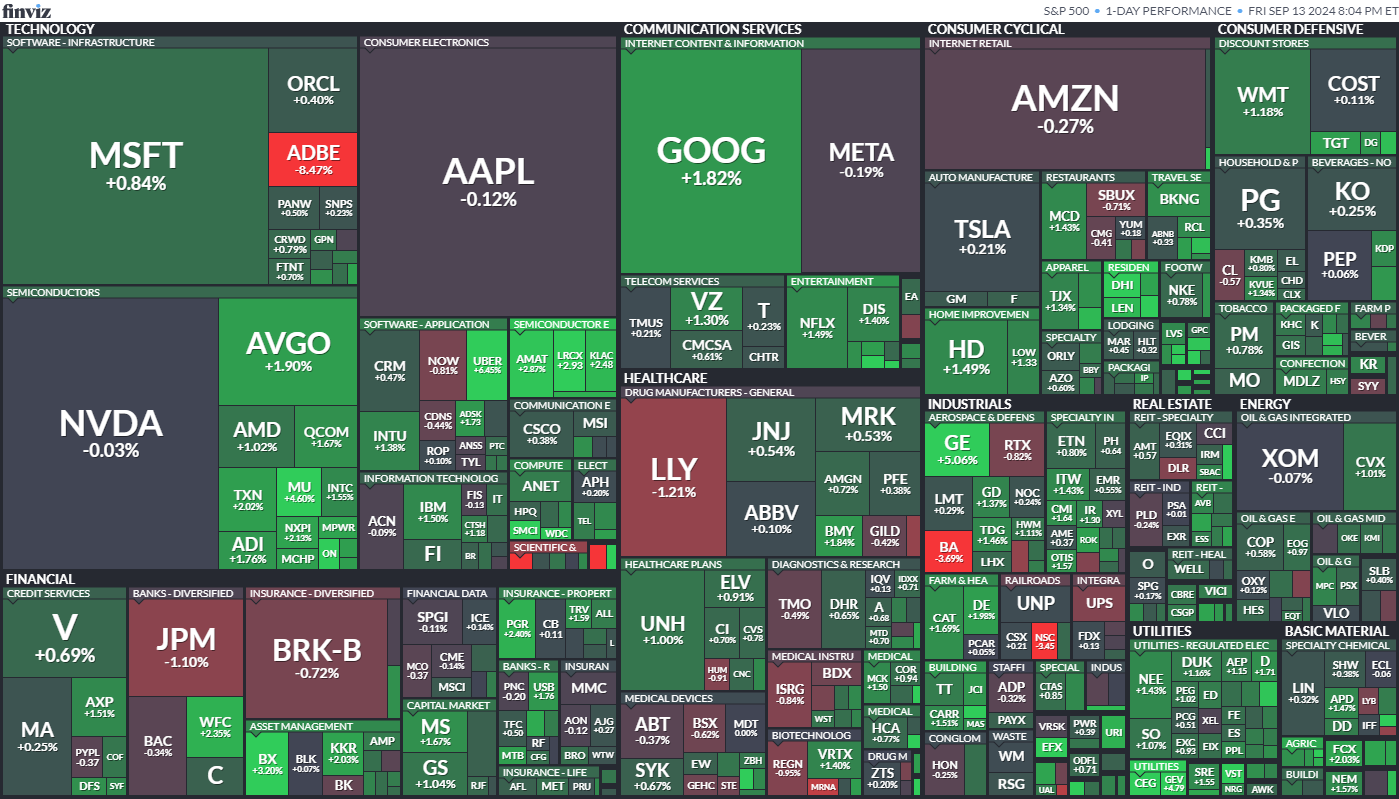 finviz
S&P 500 • 1-DAY PERFORMANCE • FRI SEP 13 2024 8:04 PM ET
TECHNOLOGY
SOFTWARE - INFRASTRUCTURE
MSFT
+0.84%
ORCL
+0.40%
ADBE
-8.47%
PANW
+0.50%
SNPS
+0.23%
CRWD
+0.79%
GPN
FTNT
+0.70%
CONSUMER ELECTRONICS
AAPL
-0.12%
SEMICONDUCTORS
NVDA
-0.03%
AVGO
+1.90%
AMD
+1.02%
QCOM
+1.67%
TXN
+2.02%
MU
+4.60%
INTC
+1.55%
NXPI
+2.13%
MPWR
ADI
+1.76%
MCHP
ON
SOFTWARE - APPLICATION
CRM
+0.47%
NOW
-0.81%
UBER
+6.45%
INTU
+1.38%
CDNS
-0.44%
ADSK
+1.73
ROP
+0.10%
ANSS
PTC
TYL
SEMICONDUCTOR E
AMAT
+2.87%
LRCX
+2.93
KLAC
+2.48
COMMUNICATION E
CSCO
+0.38%
MSI
INFORMATION TECHNOLOG
ACN
-0.09%
IBM
+1.50%
FIS
-0.13
IT
CTSH
+1.18
FI
BR
COMPUTE
ANET
HPQ
SMCI
WDC
ELECT
APH
+0.20%
TEL
SCIENTIFIC &
COMMUNICATION SERVICES
INTERNET CONTENT & INFORMATION
GOOG
+1.82%
META
-0.19%
TELECOM SERVICES
TMUS
+0.21%
VZ
+1.30%
T
+0.23%
CMCSA
+0.61%
CHTR
ENTERTAINMENT
NFLX
+1.49%
DIS
+1.40%
EA
CONSUMER CYCLICAL
INTERNET RETAIL
AMZN
-0.27%
AUTO MANUFACTURE
TSLA
+0.21%
GM
F
RESTAURANTS
MCD
+1.43%
SBUX
-0.71%
CMG
-0.41
YUM
+0.18
TRAVEL SE
BKNG
ABNB
+0.33
RCL
APPAREL
TJX
+1.34%
RESIDEN
DHI
LEN
FOOTW
NKE
+0.78%
HOME IMPROVEMEN
HD
+1.49%
LOW
+1.33
SPECIALTY
ORLY
AZO
+0.60%
BBY
LODGING
MAR
+0.45
HLT
+0.32
PACKAGI
IP
LVS
GPC
CONSUMER DEFENSIVE
DISCOUNT STORES
WMT
+1.18%
COST
+0.11%
TGT
DG
HOUSEHOLD & P
PG
+0.35%
CL
-0.57
KMB
+0.80%
EL
KVUE
+1.34%
CHD
CLX
BEVERAGES - NO
KO
+0.25%
PEP
+0.06%
KDP
TOBACCO
PM
+0.78%
MO
PACKAGED F
KHC
K
GIS
FARM P
BEVER
CONFECTION
MDLZ
HSY
KR
SYY
HEALTHCARE
DRUG MANUFACTURERS - GENERAL
LLY
-1.21%
JNJ
+0.54%
ABBV
+0.10%
MRK
+0.53%
AMGN
+0.72%
PFE
+0.38%
BMY
+1.84%
GILD
-0.42%
HEALTHCARE PLANS
UNH
+1.00%
ELV
+0.91%
CI
+0.70%
CVS
+0.78
HUM
-0.91
CNC
DIAGNOSTICS & RESEARCH
TMO
-0.49%
DHR
+0.65%
IQV
+0.13
IDXX
+0.71
A
+0.68
MTD
+0.70
MEDICAL INSTRU
ISRG
-0.84%
BDX
WST
MEDICAL
MCK
+1.50
COR
+0.94
MEDICAL DEVICES
ABT
-0.37%
BSX
-0.62%
MDT
0.00%
SYK
+0.67%
EW
ZBH
GEHC
STE
BIOTECHNOLOG
REGN
-0.95%
VRTX
+1.40%
MRNA
MEDICAL
HCA
+0.77%
DRUG M
ZTS
+0.20%
INDUSTRIALS
AEROSPACE & DEFENS
GE
+5.06%
RTX
-0.82%
LMT
+0.29%
GD
+1.37%
NOC
+0.24%
BA
-3.69%
TDG
+1.46%
HWM
+1.11%
LHX
SPECIALTY IN
ETN
+0.80%
PH
+0.64
ITW
+1.43%
EMR
+0.55%
CMI
+1.64
IR
+1.30
XYL
AME
+0.37
ROK
OTIS
+1.57
FARM & HEA
CAT
+1.69%
DE
+1.98%
PCAR
+0.05%
RAILROADS
UNP
CSX
+0.21
NSC
-3.45
INTEGRA
UPS
FDX
+0.13
BUILDING
TT
JCI
CARR
+1.51%
MAS
STAFFI
ADP
-0.32%
PAYX
SPECIAL
CTAS
+0.85
INDUS
VRSK
PWR
+0.39
URI
EFX
CONGLOM
HON
-0.25%
WASTE
WM
RSG
ODFL
+0.71
UAL
REAL ESTATE
REIT - SPECIALTY
AMT
+0.57
EQIX
+0.31%
CCI
DLR
IRM
SBAC
REIT - IND
PLD
-0.24%
PSA
+0.01
EXR
REIT -
AVB
ESS
O
SPG
+0.17%
REIT - HEAL
WELL
CBRE
VICI
CSGP
ENERGY
OIL & GAS INTEGRATED
XOM
-0.07%
CVX
+1.01%
OIL & GAS E
COP
+0.58%
EOG
+0.97
OXY
+0.12%
HES
EQT
OIL & GAS MID
OKE
KMI
OIL & G
MPC
PSX
VLO
SLB
+0.40%
FINANCIAL
CREDIT SERVICES
V
+0.69%
MA
+0.25%
AXP
+1.51%
PYPL
-0.37
COF
DFS
SYF
BANKS - DIVERSIFIED
JPM
-1.10%
BAC
-0.34%
WFC
+2.35%
C
INSURANCE - DIVERSIFIED
BRK-B
-0.72%
ASSET MANAGEMENT
BX
+3.20%
BLK
+0.07%
KKR
+2.03%
AMP
BK
FINANCIAL DATA
SPGI
-0.11%
ICE
+0.14%
MCO
-0.37
CME
-0.14%
MSCI
CAPITAL MARKET
MS
+1.67%
GS
+1.04%
RJF
INSURANCE - PROPERT
PGR
+2.40%
CB
+0.11
TRV
+1.59
ALL
L
BANKS - R
PNC
-0.20
USB
+1.76
TFC
+0.50
RF
MTB
CFG
INSURAN
MMC
AON
-0.12
AJG
+0.27
BRO
WTW
INSURANCE - LIFE
AFL
MET
PRU
UTILITIES
UTILITIES - REGULATED ELEC
NEE
+1.43%
DUK
+1.16%
AEP
+1.15
D
+1.71
SO
+1.07%
PEG
+1.02
ED
PCG
+0.51
XEL
FE
EXC
+0.93
EIX
ES
PPL
UTILITIES
CEG
GEV
+4.79
SRE
+1.55
VST
NRG
AWK
BASIC MATERIAL
SPECIALTY CHEMICAL
LIN
+0.32%
SHW
+0.38%
ECL
-0.06
APD
+1.47%
LYB
DD
IFF
AGRIC
FCX
+2.03%
BUILDI
NEM
+1.57%